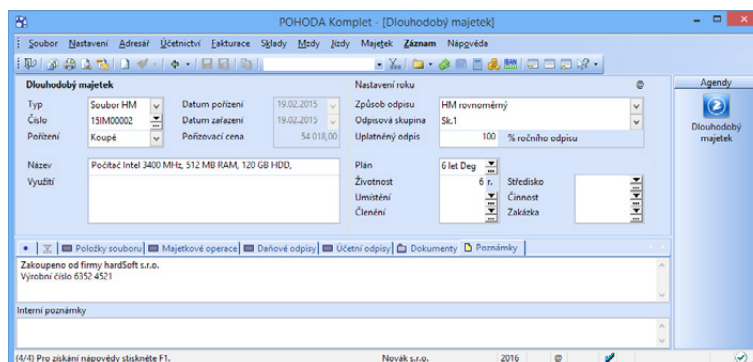 POHODA Komplet - [Dlouhodobý majetek]
Soubor Nastavení Adresář Účetnictví Fakturace Sklady Mzdy Jízdy Majetek Záznam Nápověda
Dlouhodobý majetek
Nastavení roku
Agendy
Typ Soubor HM Datum pořízení 19.02.2015 Způsob odpisu HM rovnoměrný
Číslo 15IM00002 Datum zařazení 19.02.2015 Odpisová skupina Sk.1
Pořízení Koupě Pořizovací cena 54 018,00 Uplatněný odpis 100 % ročního odpisu
Dlouhodobý
majetek
Název Počítač Intel 3400 MHz, 512 MB RAM, 120 GB HDD, Plán 6 let Deg
Využití Životnost 6 r. Středisko
Umístění Činnost
Členění Zakázka
Položky souboru Majetkové operace Daňové odpisy Účetní odpisy Dokumenty Poznámky
Zakoupeno od firmy hardSoft s.r.o.
Výrobní číslo 6352 4521
Interní poznámky
(4/4) Pro získání nápovědy stiskněte F1. Novák s.r.o. 2016 @